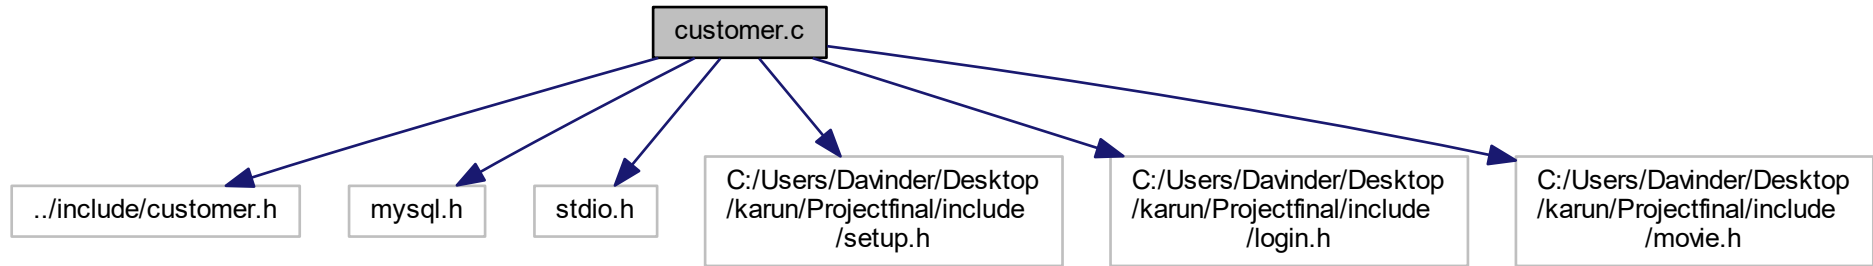 customer.c
../include/customer.h
mysql.h
stdio.h
C:/Users/Davinder/Desktop
/karun/Projectfinal/include
/setup.h
C:/Users/Davinder/Desktop
/karun/Projectfinal/include
/login.h
C:/Users/Davinder/Desktop
/karun/Projectfinal/include
/movie.h